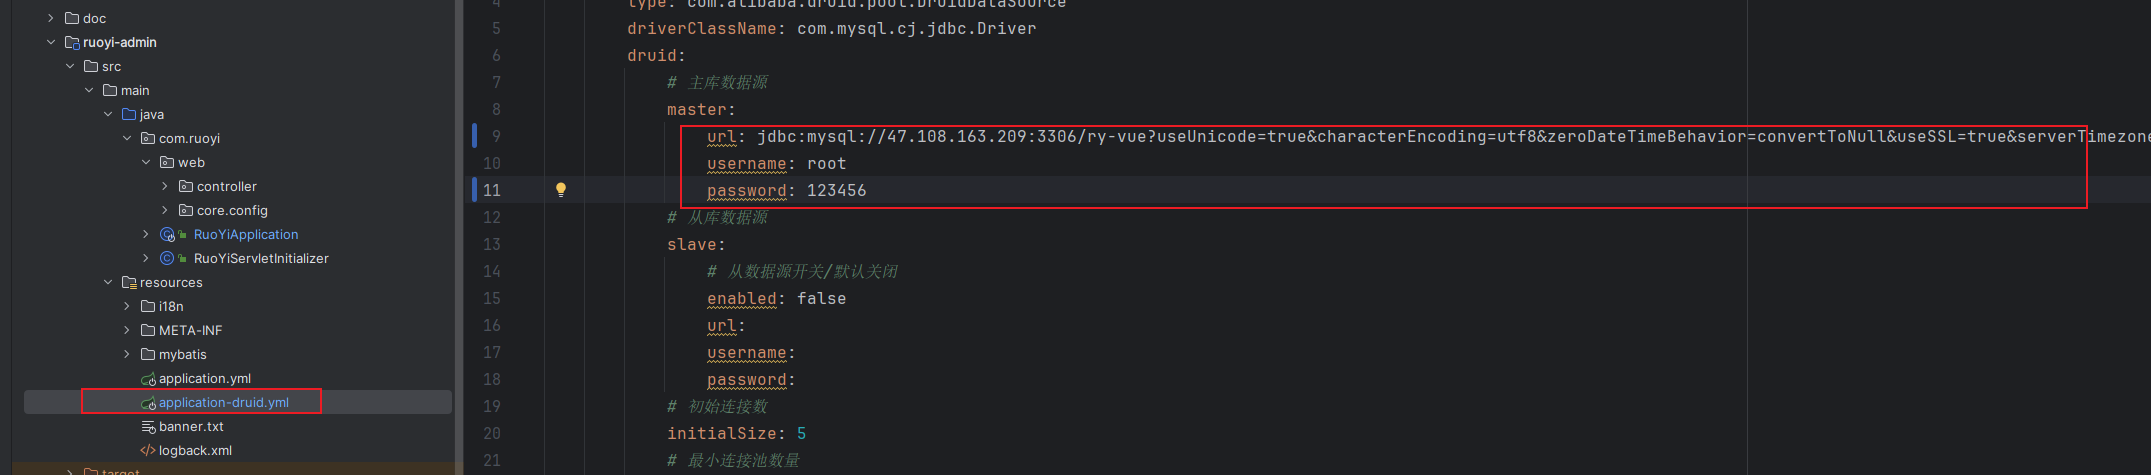 doc
ruoyi-admin
src
main
java
com.ruoyi
web
controller
core.config
RuoYiApplication
RuoYiServletInitializer
resources
i18n
META-INF
mybatis
application.yml
application-druid.yml
banner.txt
logback.xml
target
4 type: com.alibaba.druid.pool.DruidDataSource
5 driverClassName: com.mysql.cj.jdbc.Driver
6 druid:
7 # 主库数据源
8 master:
9 url: jdbc:mysql://47.108.163.209:3306/ry-vue?useUnicode=true&characterEncoding=utf8&zeroDateTimeBehavior=convertToNull&useSSL=true&serverTimezone
10 username: root
11 password: 123456
12 # 从库数据源
13 slave:
14 # 从数据源开关/默认关闭
15 enabled: false
16 url:
17 username:
18 password:
19 # 初始连接数
20 initialSize: 5
21 # 最小连接池数量